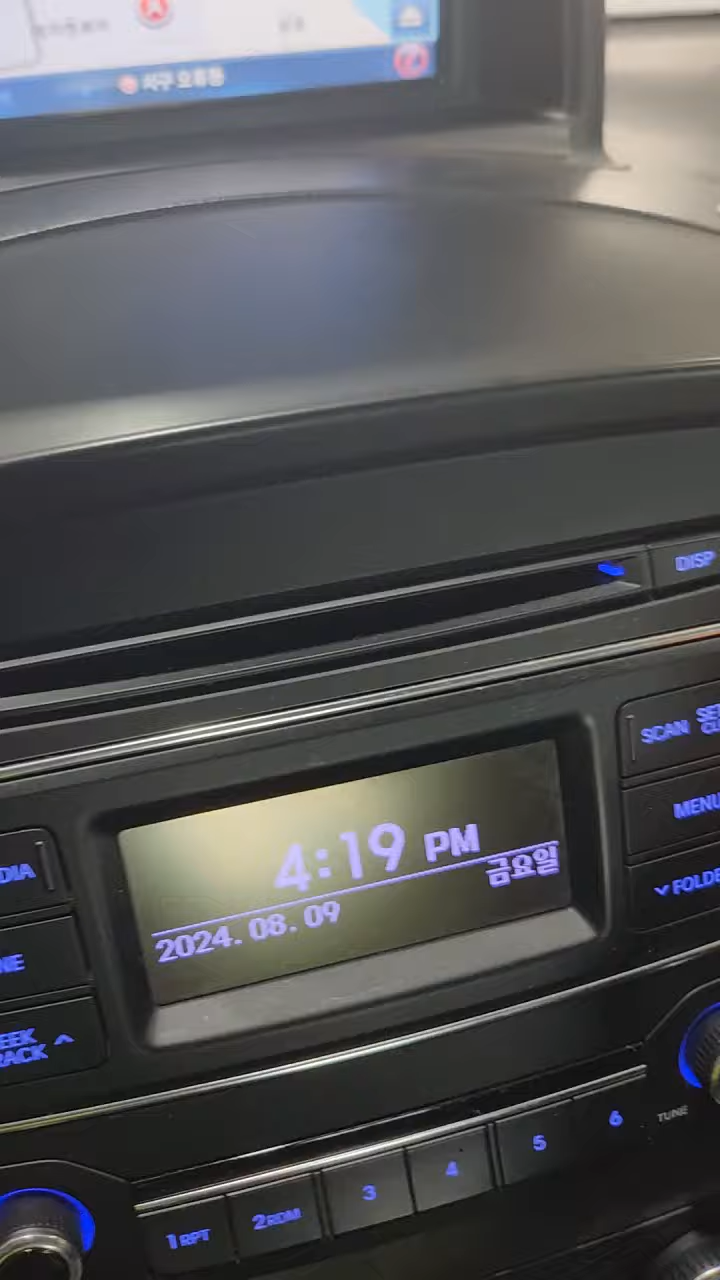 서구 오류동
DISP
SCAN
MENU
FOLDE
4:19 PM
금요일
2024. 08. 09
DIA
NE
EEK
RACK
TUNE
1 RPT 2 RDM 3 4 5 6